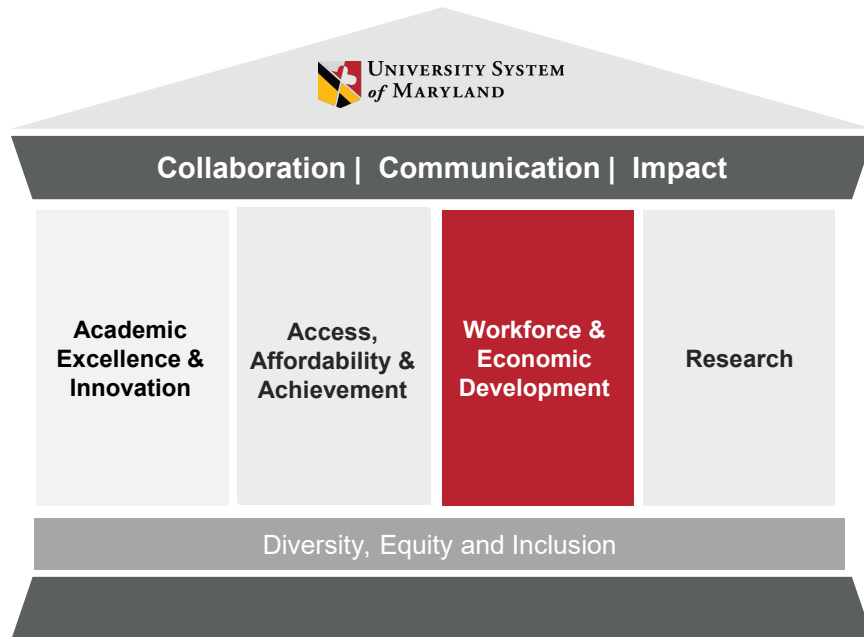 UNIVERSITY SYSTEM
of MARYLAND
Collaboration | Communication | Impact
Academic
Excellence &
Innovation
Access,
Affordability &
Achievement
Workforce &
Economic
Development
Research
Diversity, Equity and Inclusion